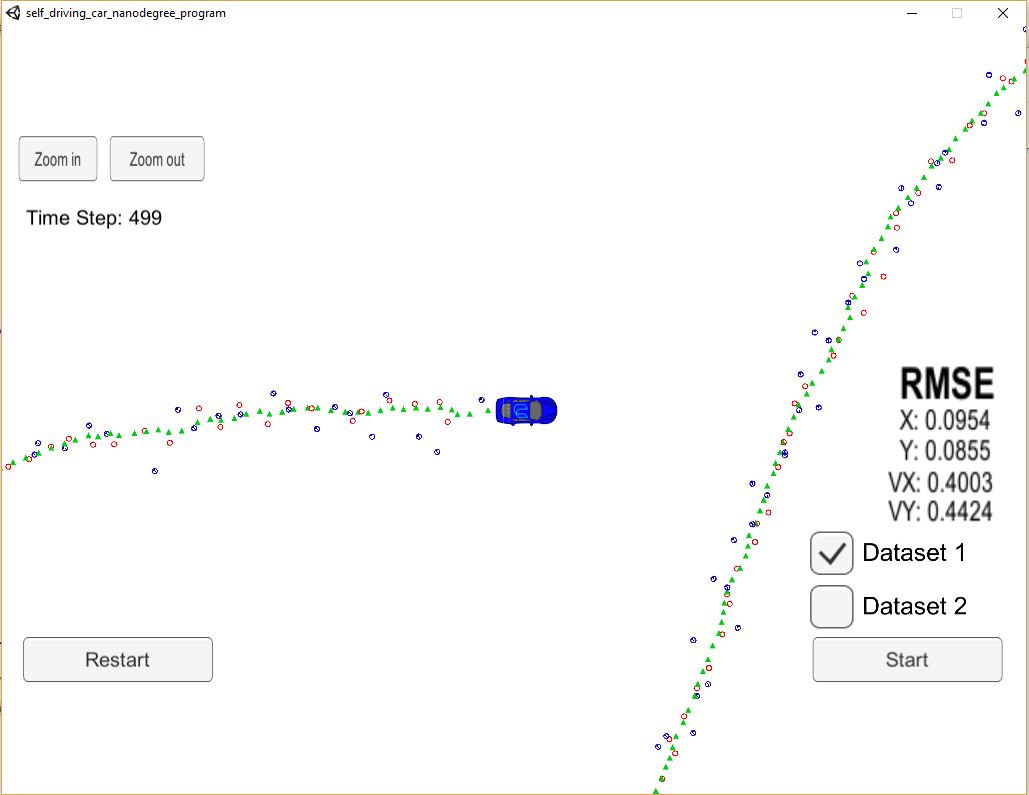 self_driving_car_nanodegree_program
Zoom in
Zoom out
Time Step: 499
RMSE
X: 0.0954
Y: 0.0855
VX: 0.4003
VY: 0.4424
Dataset 1
Dataset 2
Restart
Start